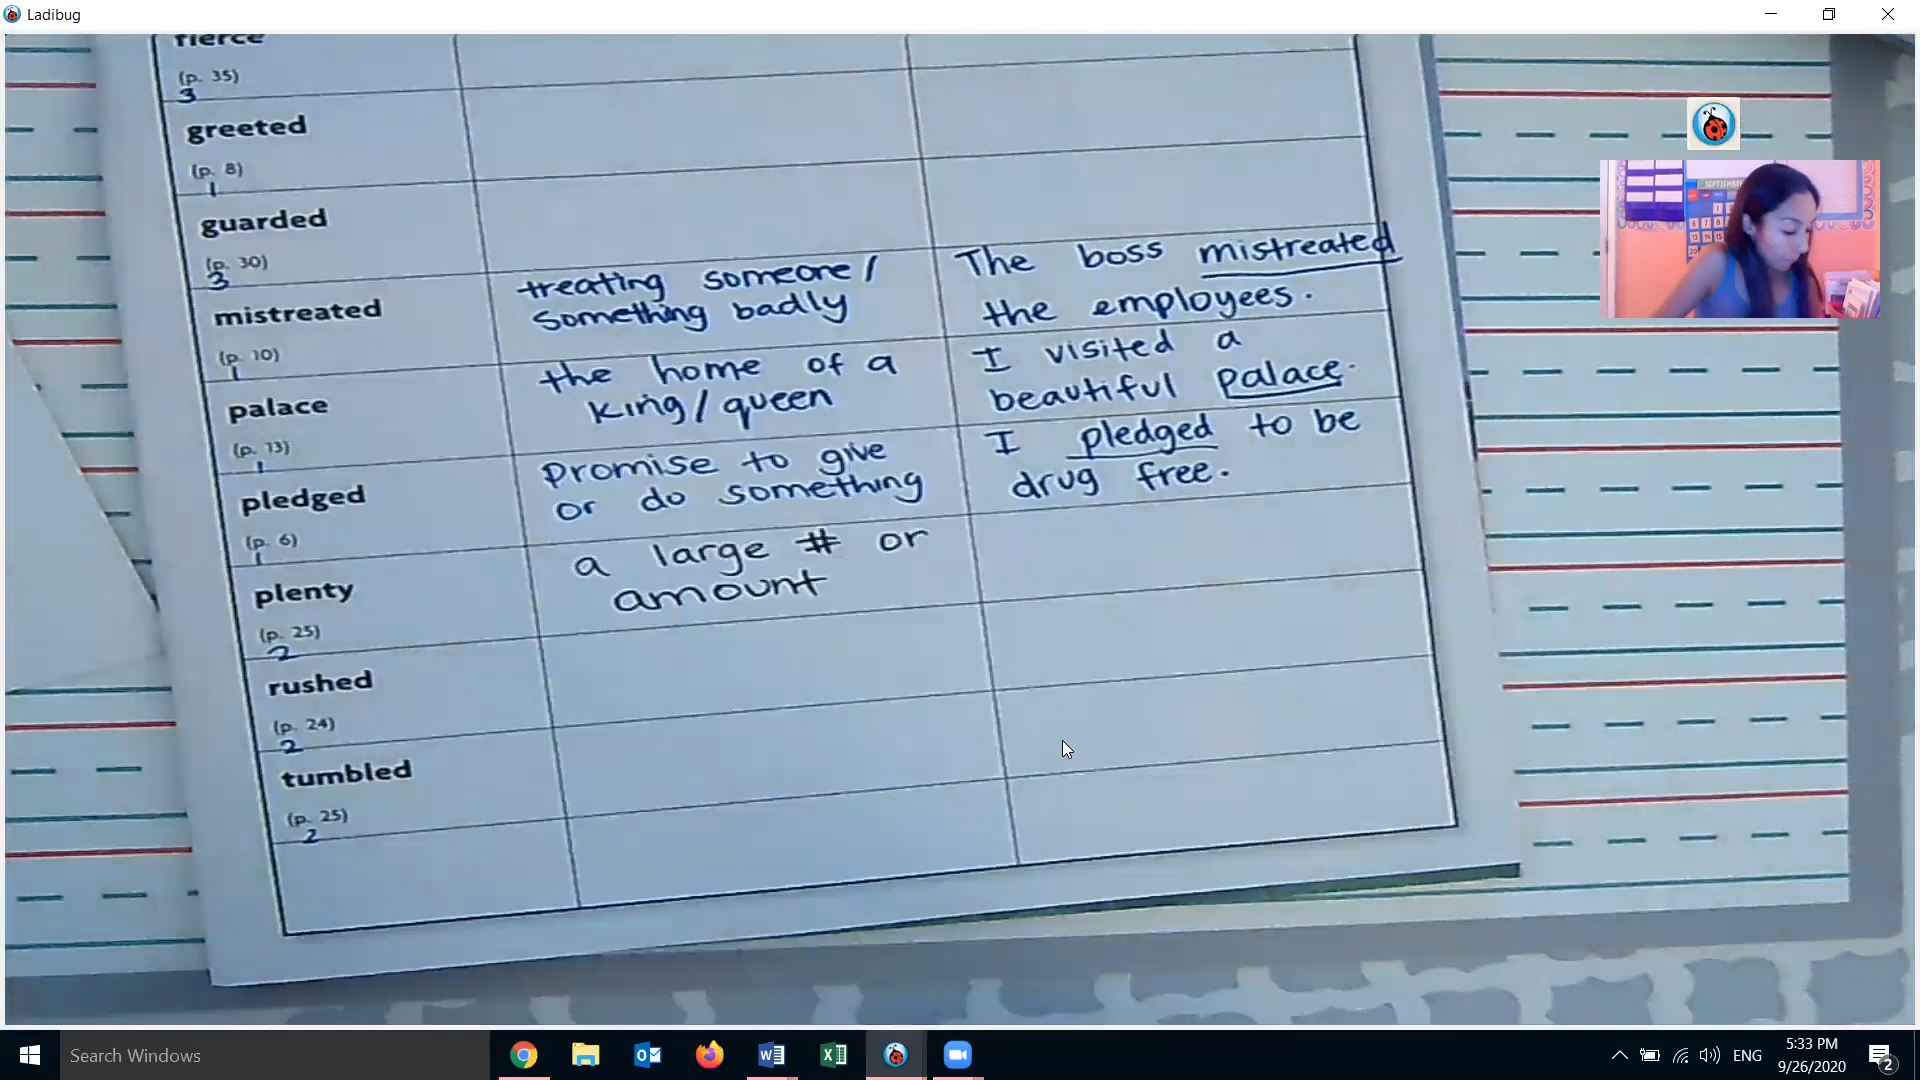 Ladibug
fierce
(p. 35)
3
greeted
(p. 8)
1
guarded
(p. 30)
3
mistreated
(p. 10)
1
treating someone/
something badly
The boss mistreated
the employees.
palace
(p. 13)
1
the home of a
king/queen
I visited a
beautiful palace.
pledged
(p. 6)
1
Promise to give
or do something
I pledged to be
drug free.
plenty
(p. 25)
2
a large # or
amount
rushed
(p. 24)
2
tumbled
(p. 25)
2
SEPTEMBER
Search Windows
ENG
5:33 PM
9/26/2020
2